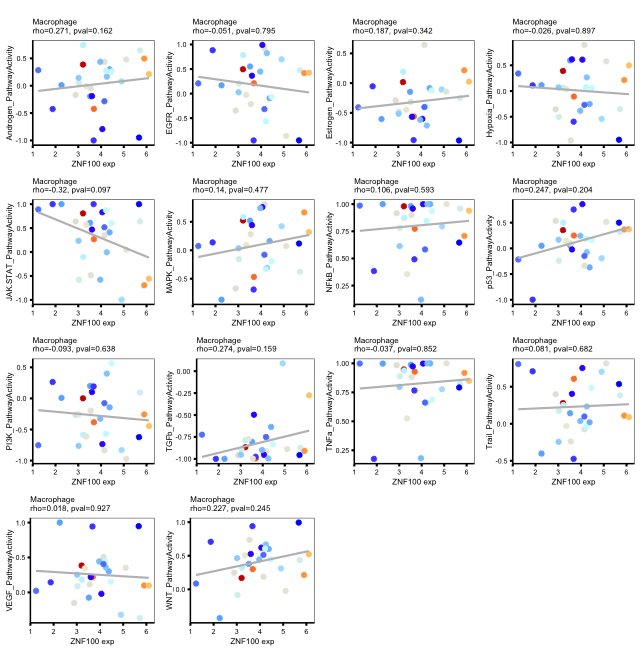 Macrophage
rho=0.271, pval=0.162
Androgen_PathwayActivity
1.0
0.5
0.0
-0.5
-1.0
1 2 3 4 5 6
ZNF100 exp
Macrophage
rho=-0.051, pval=0.795
EGFR_PathwayActivity
1.0
0.5
0.0
-0.5
-1.0
1 2 3 4 5 6
ZNF100 exp
Macrophage
rho=0.187, pval=0.342
Estrogen_PathwayActivity
0.5
0.0
-0.5
-1.0
1 2 3 4 5 6
ZNF100 exp
Macrophage
rho=-0.026, pval=0.897
Hypoxia_PathwayActivity
1.0
0.5
0.0
-0.5
-1.0
1 2 3 4 5 6
ZNF100 exp
Macrophage
rho=-0.32, pval=0.097
JAK.STAT_PathwayActivity
1.0
0.5
0.0
-0.5
-1.0
1 2 3 4 5 6
ZNF100 exp
Macrophage
rho=0.14, pval=0.477
MAPK_PathwayActivity
0.5
0.0
-0.5
1 2 3 4 5 6
ZNF100 exp
Macrophage
rho=0.106, pval=0.593
NFkB_PathwayActivity
1.00
0.75
0.50
0.25
1 2 3 4 5 6
ZNF100 exp
Macrophage
rho=0.247, pval=0.204
p53_PathwayActivity
0.5
0.0
-0.5
-1.0
1 2 3 4 5 6
ZNF100 exp
Macrophage
rho=-0.093, pval=0.638
PI3K_PathwayActivity
0.5
0.0
-0.5
-1.0
1 2 3 4 5 6
ZNF100 exp
Macrophage
rho=0.274, pval=0.159
TGFb_PathwayActivity
0.00
-0.25
-0.50
-0.75
-1.00
1 2 3 4 5 6
ZNF100 exp
Macrophage
rho=-0.037, pval=0.852
TNFa_PathwayActivity
1.00
0.75
0.50
0.25
1 2 3 4 5 6
ZNF100 exp
Macrophage
rho=0.081, pval=0.682
Trail_PathwayActivity
0.5
0.0
-0.5
1 2 3 4 5 6
ZNF100 exp
Macrophage
rho=0.018, pval=0.927
VEGF_PathwayActivity
1.0
0.5
0.0
1 2 3 4 5 6
ZNF100 exp
Macrophage
rho=0.227, pval=0.245
WNT_PathwayActivity
1.0
0.5
0.0
1 2 3 4 5 6
ZNF100 exp